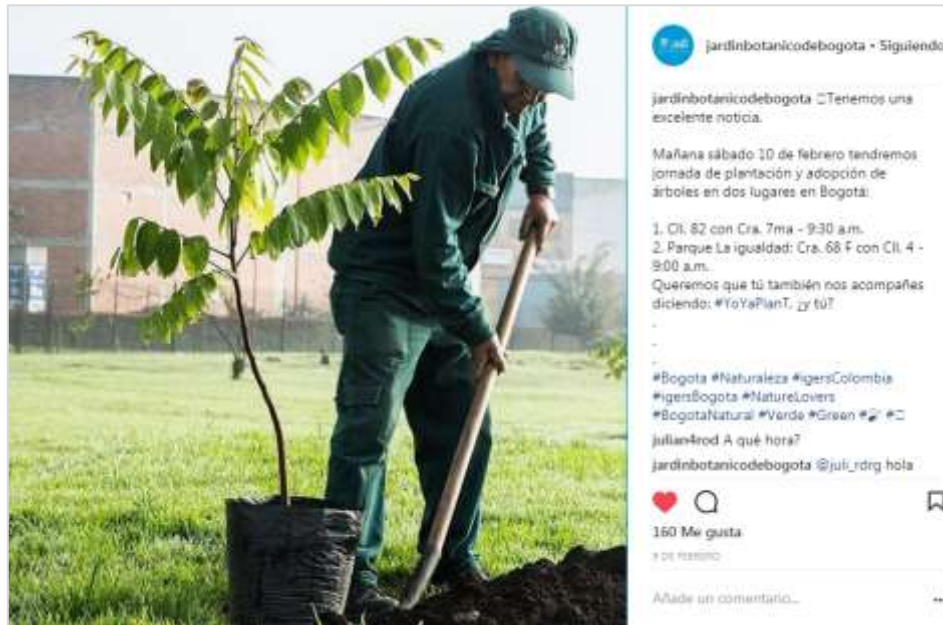 jardinbotanicodebogota • Siguiendo
jardinbotanicodebogota □Tenemos una
excelente noticia.
Mañana sábado 10 de febrero tendremos
jornada de plantación y adopción de
árboles en dos lugares en Bogotá:
1. Cll. 82 con Cra. 7ma - 9:30 a.m.
2. Parque La igualdad: Cra. 68 F con Cll. 4 -
9:00 a.m.
Queremos que tú también nos acompañes
diciendo: #YoYaPlanT, ¿y tú?
.
.
.
#Bogota #Naturaleza #igersColombia
#igersBogota #NatureLovers
#BogotaNatural #Verde #Green #🍃 #□
julian4rod A qué hora?
jardinbotanicodebogota @juli_rdrg hola
160 Me gusta
9 DE FEBRERO
Añade un comentario...